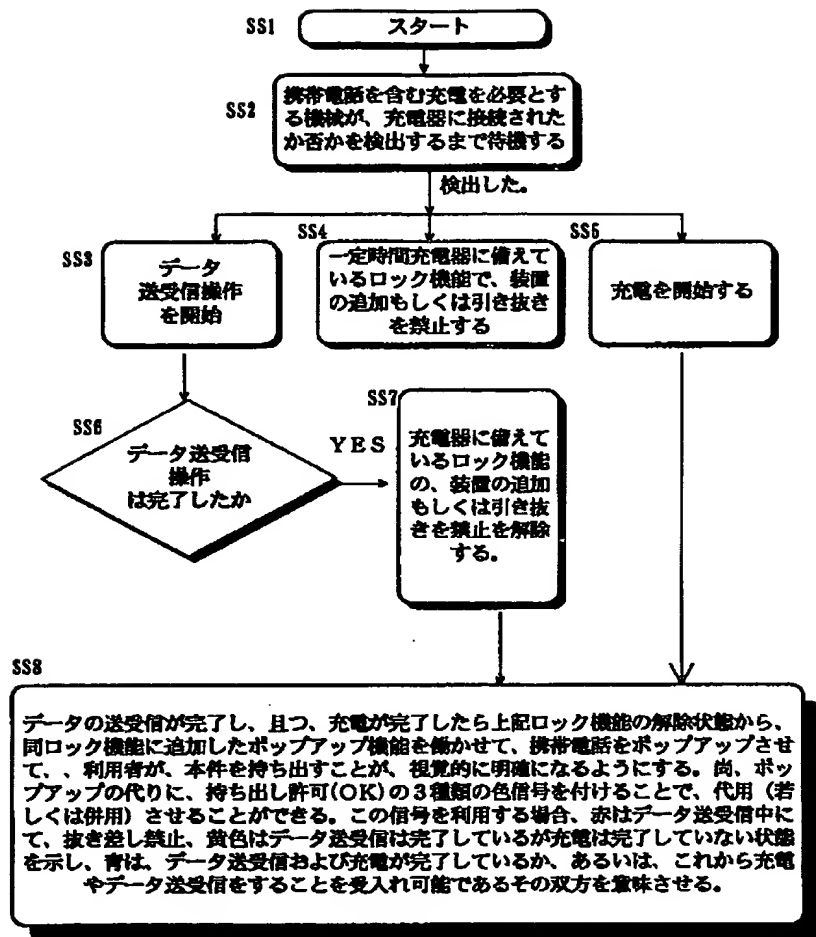 SS1
スタート
SS2
携帯電話を含む充電を必要とす
る機械が、充電器に接続された
か否かを検出するまで待機する
検出した。
SS3
データ
送受信操作
を開始
SS4
一定時間充電器に備えて
いるロック機能で、装置
の追加もしくは引き抜き
を禁止する
SS5
充電を開始する
SS6
データ送受信
操作
は完了したか
YES
SS7
充電器に備えて
いるロック機能
の、装置の追加
もしくは引き抜
きを禁止を解除
する。
SS8
データの送受信が完了し、且つ、充電が完了したら上記ロック機能の解除状態から、
同ロック機能に追加したポップアップ機能を働かせて、携帯電話をポップアップさせ
て、、利用者が、本件を持ち出すことが、視覚的に明確になるようにする。尚、ポッ
プアップの代りに、持ち出し許可(OK)の3種類の色信号を付けることで、代用(若
しくは併用)させることができる。この信号を利用する場合、赤はデータ送受信中に
て、抜き差し禁止、黄色はデータ送受信は完了しているが充電は完了していない状態
を示し、青は、データ送受信および充電が完了しているか、あるいは、これから充電
やデータ送受信をすることを受入れ可能であるその双方を意味させる。